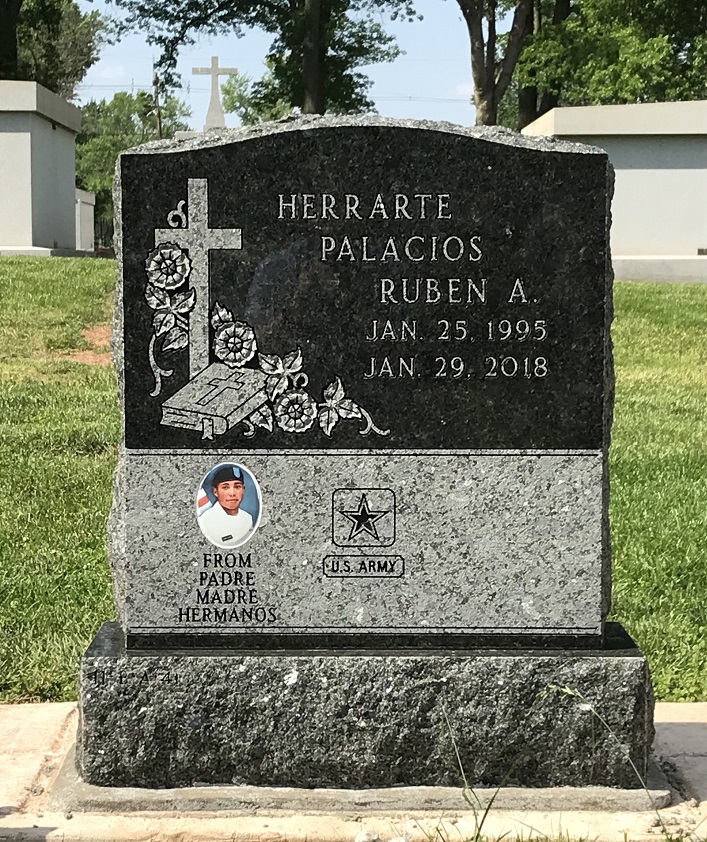 HERRARTE
PALACIOS
RUBEN A.
JAN. 25, 1995
JAN. 29, 2018
FROM
PADRE
MADRE
HERMANOS
U.S. ARMY